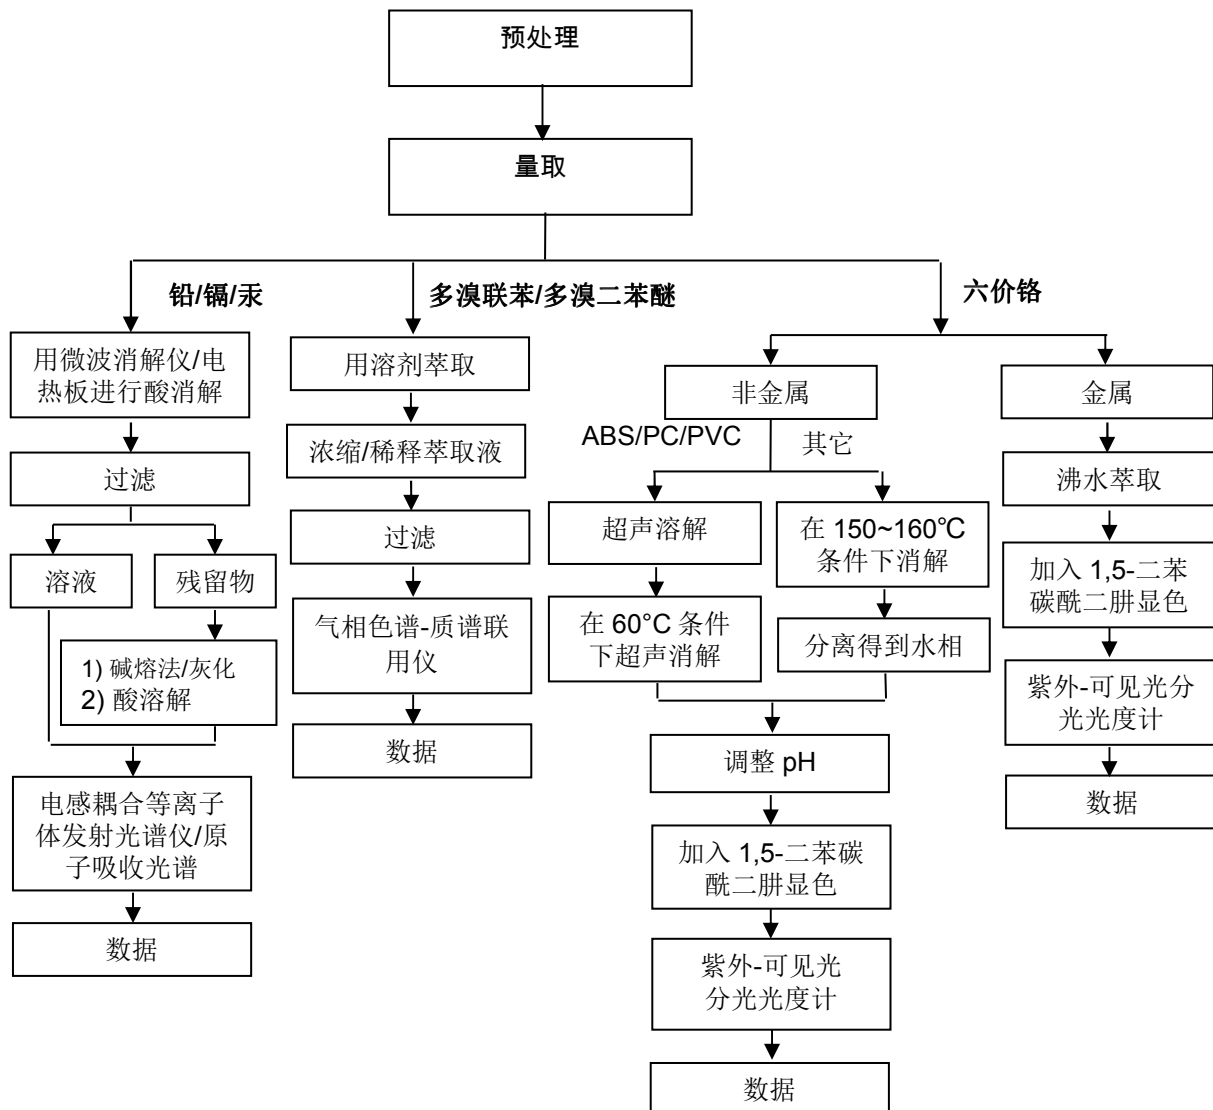 预处理
量取
铅/镉/汞
多溴联苯/多溴二苯醚
六价铬
用微波消解仪/电
热板进行酸消解
过滤
溶液
残留物
1) 碱熔法/灰化
2) 酸溶解
电感耦合等离子
体发射光谱仪/原
子吸收光谱
数据
用溶剂萃取
浓缩/稀释萃取液
过滤
气相色谱-质谱联
用仪
数据
非金属
ABS/PC/PVC
其它
超声溶解
在 60°C 条件
下超声消解
在 150~160℃
条件下消解
分离得到水相
调整 pH
加入 1,5-二苯碳
酰二肼显色
紫外-可见光
分光光度计
数据
金属
沸水萃取
加入 1,5-二苯
碳酰二肼显色
紫外-可见光分
光光度计
数据